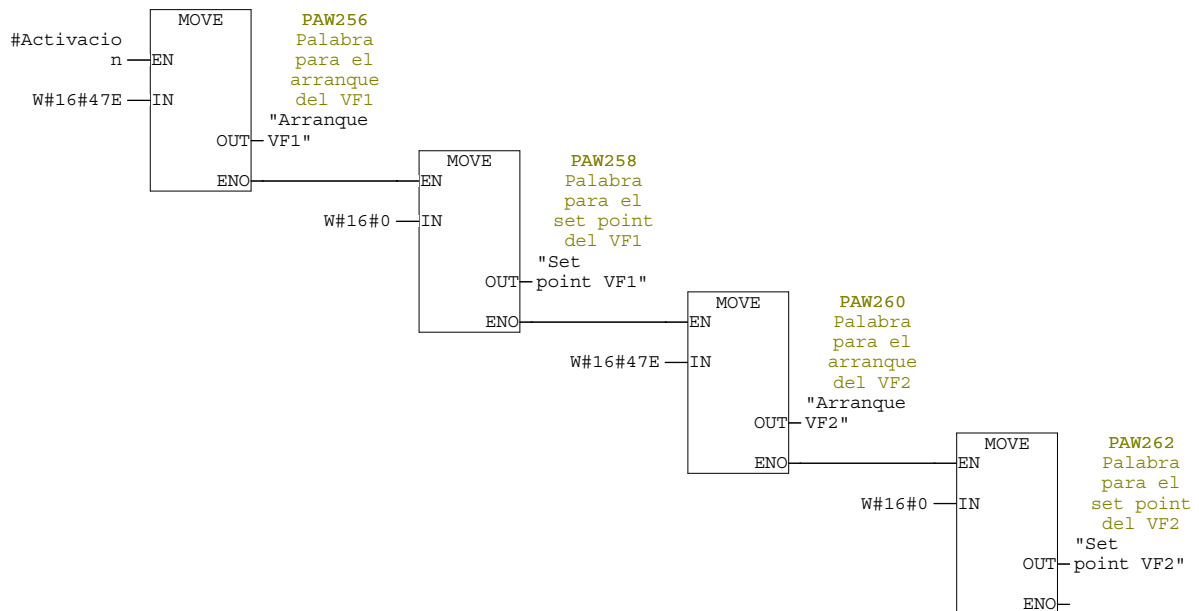 MOVE
PAW256
Palabra
para el
arranque
del VF1
#Activacio
n
EN
W#16#47E
IN
"Arranque
VF1"
OUT
ENO
MOVE
PAW258
Palabra
para el
set point
del VF1
EN
W#16#0
IN
"Set
point VF1"
OUT
ENO
MOVE
PAW260
Palabra
para el
arranque
del VF2
EN
W#16#47E
IN
"Arranque
VF2"
OUT
ENO
MOVE
PAW262
Palabra
para el
set point
del VF2
EN
W#16#0
IN
"Set
point VF2"
OUT
ENO